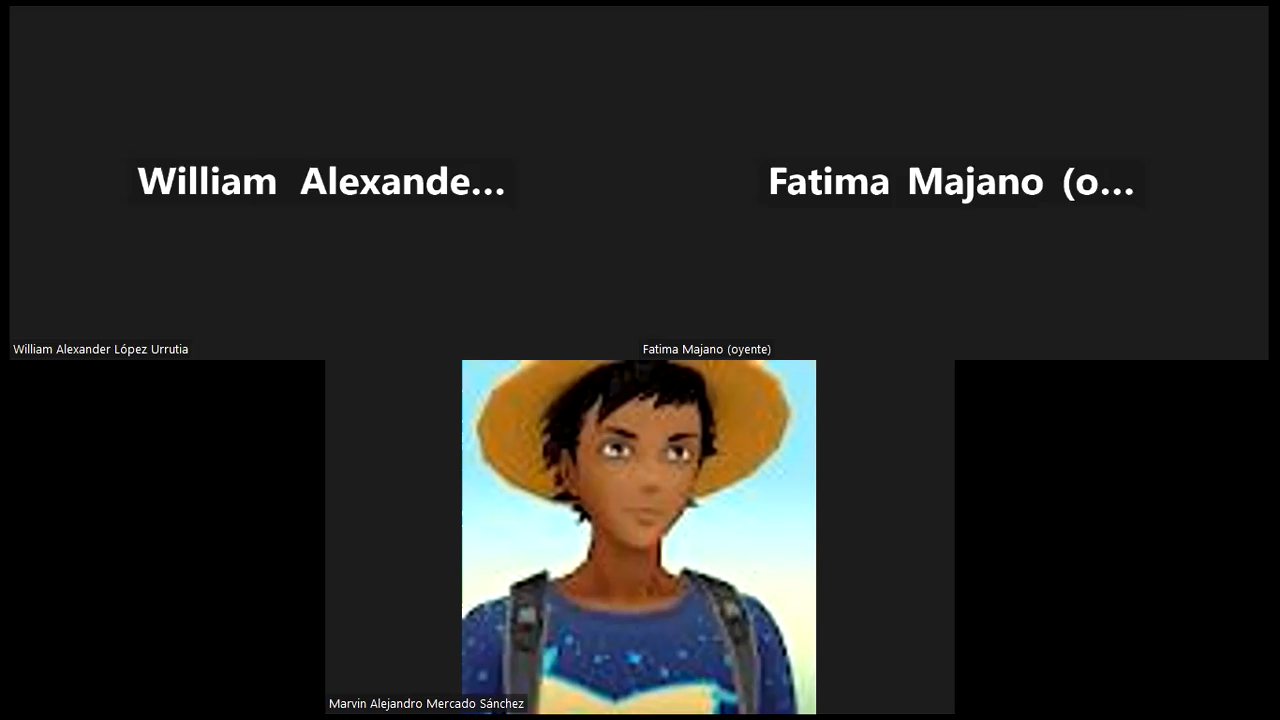 William Alexande...
Fatima Majano (o...
William Alexander López Urrutia
Fatima Majano (oyente)
Marvin Alejandro Mercado Sánchez